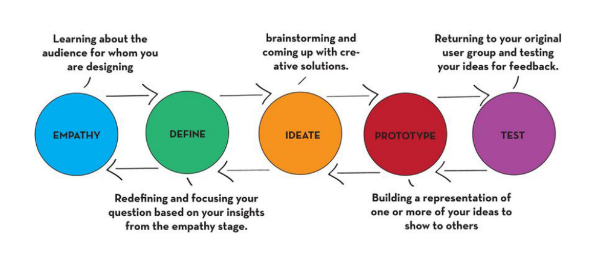 Learning about the
audience for whom you
are designing
brainstorming and
coming up with cre-
ative solutions.
Returning to your original
user group and testing
your ideas for feedback.
EMPATHY
DEFINE
IDEATE
PROTOTYPE
TEST
Redefining and focusing your
question based on your insights
from the empathy stage.
Building a representation of
one or more of your ideas to
show to others